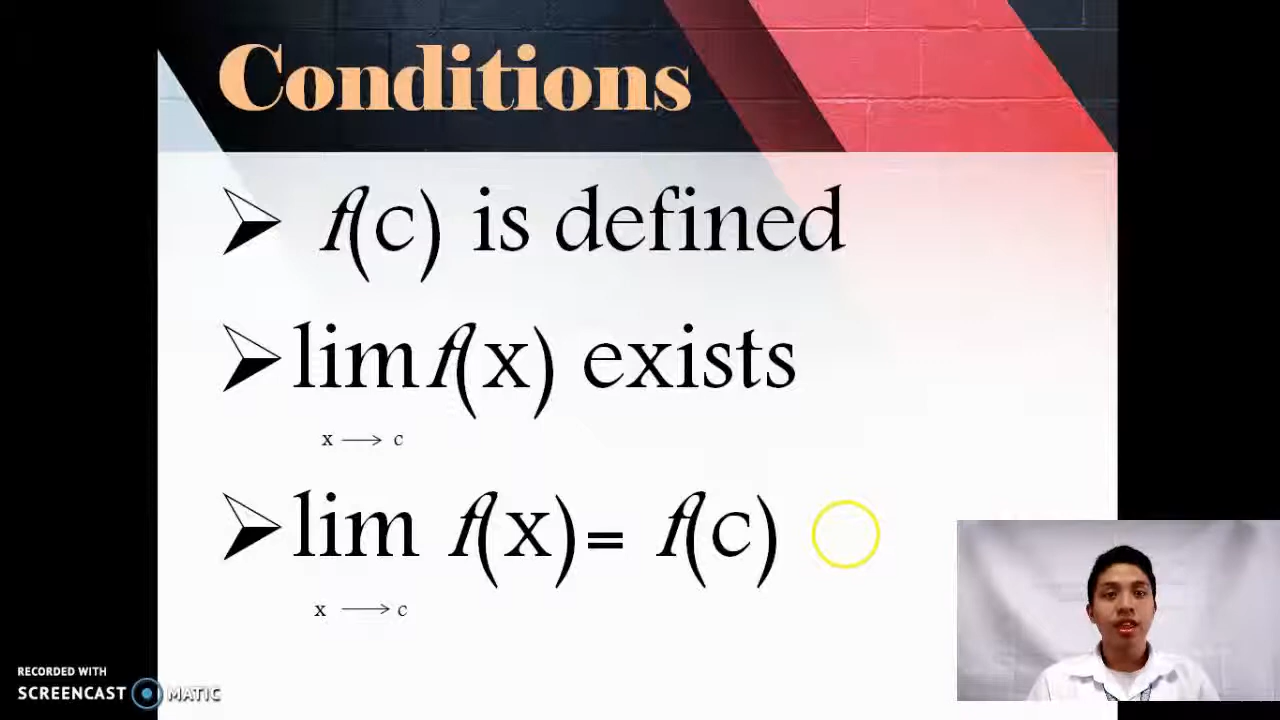 Conditions
➢ f(c) is defined
➢ lim f(x) exists
x → c
➢ lim f(x) = f(c)
x → c
RECORDED WITH
SCREENCAST MATIC